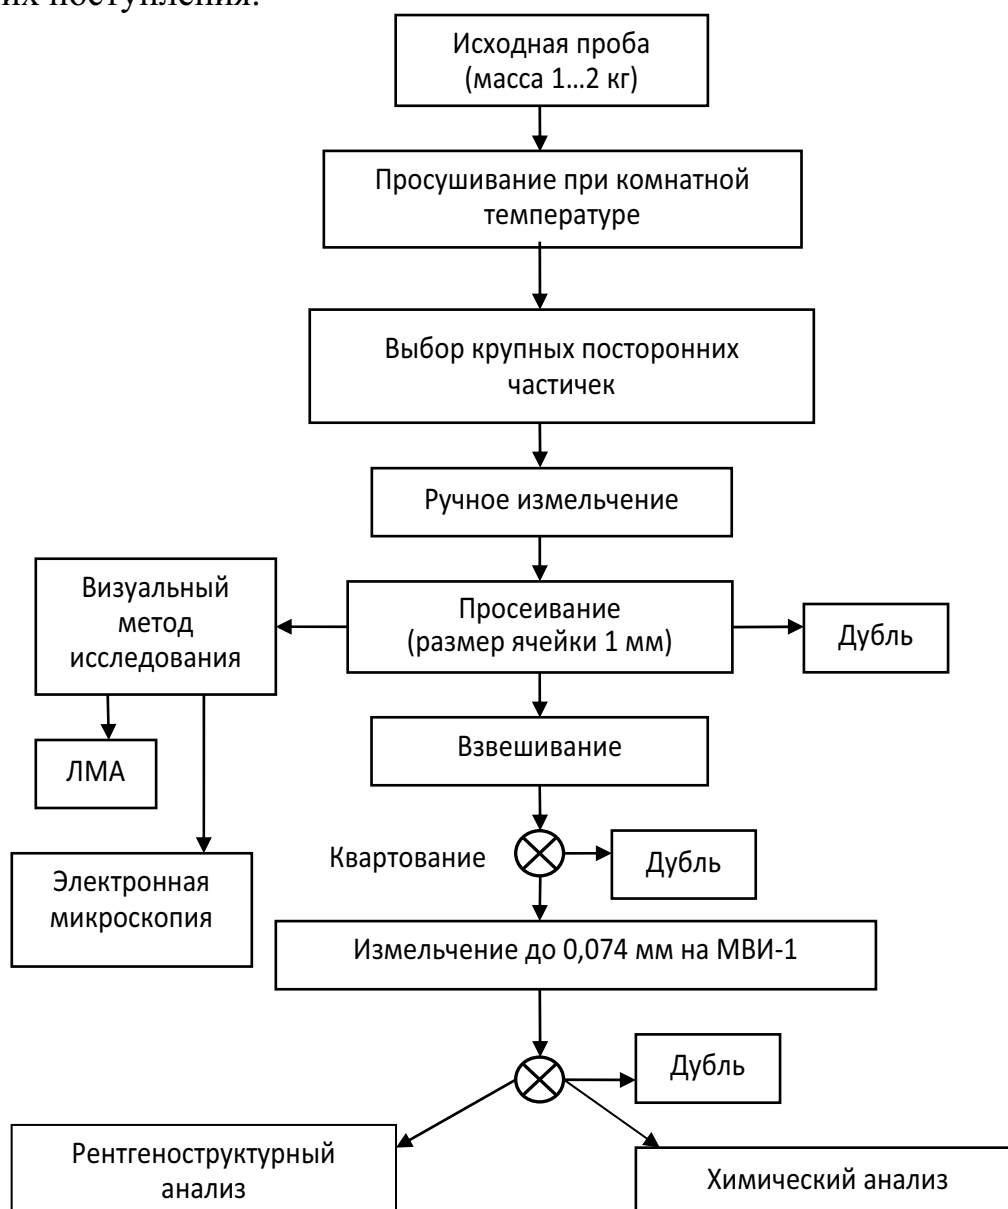 их поступления.
Исходная проба
(масса 1...2 кг)
Просушивание при комнатной
температуре
Выбор крупных посторонних
частичек
Ручное измельчение
Визуальный
метод
исследования
Просеивание
(размер ячейки 1 мм)
Дубль
Взвешивание
ЛМА
Квартование
Дубль
Электронная
микроскопия
Измельчение до 0,074 мм на МВИ-1
Дубль
Рентгеноструктурный
анализ
Химический анализ